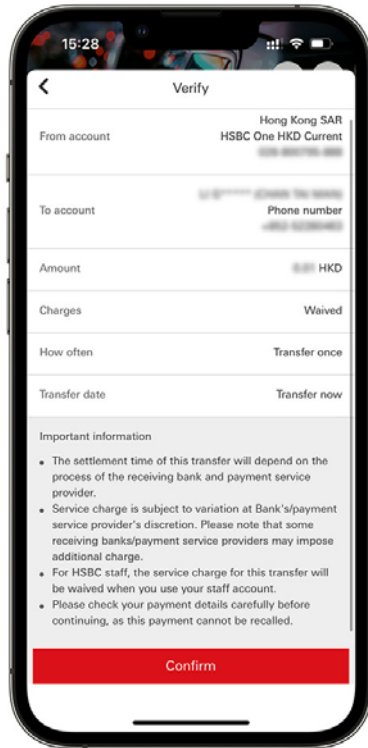 15:28
Verify
From account
Hong Kong SAR
HSBC One HKD Current
To account
Phone number
Amount
HKD
Charges
Waived
How often
Transfer once
Transfer date
Transfer now
Important information
• The settlement time of this transfer will depend on the
process of the receiving bank and payment service
provider.
• Service charge is subject to variation at Bank's/payment
service provider's discretion. Please note that some
receiving banks/payment service providers may impose
additional charge.
• For HSBC staff, the service charge for this transfer will
be waived when you use your staff account.
• Please check your payment details carefully before
continuing, as this payment cannot be recalled.
Confirm